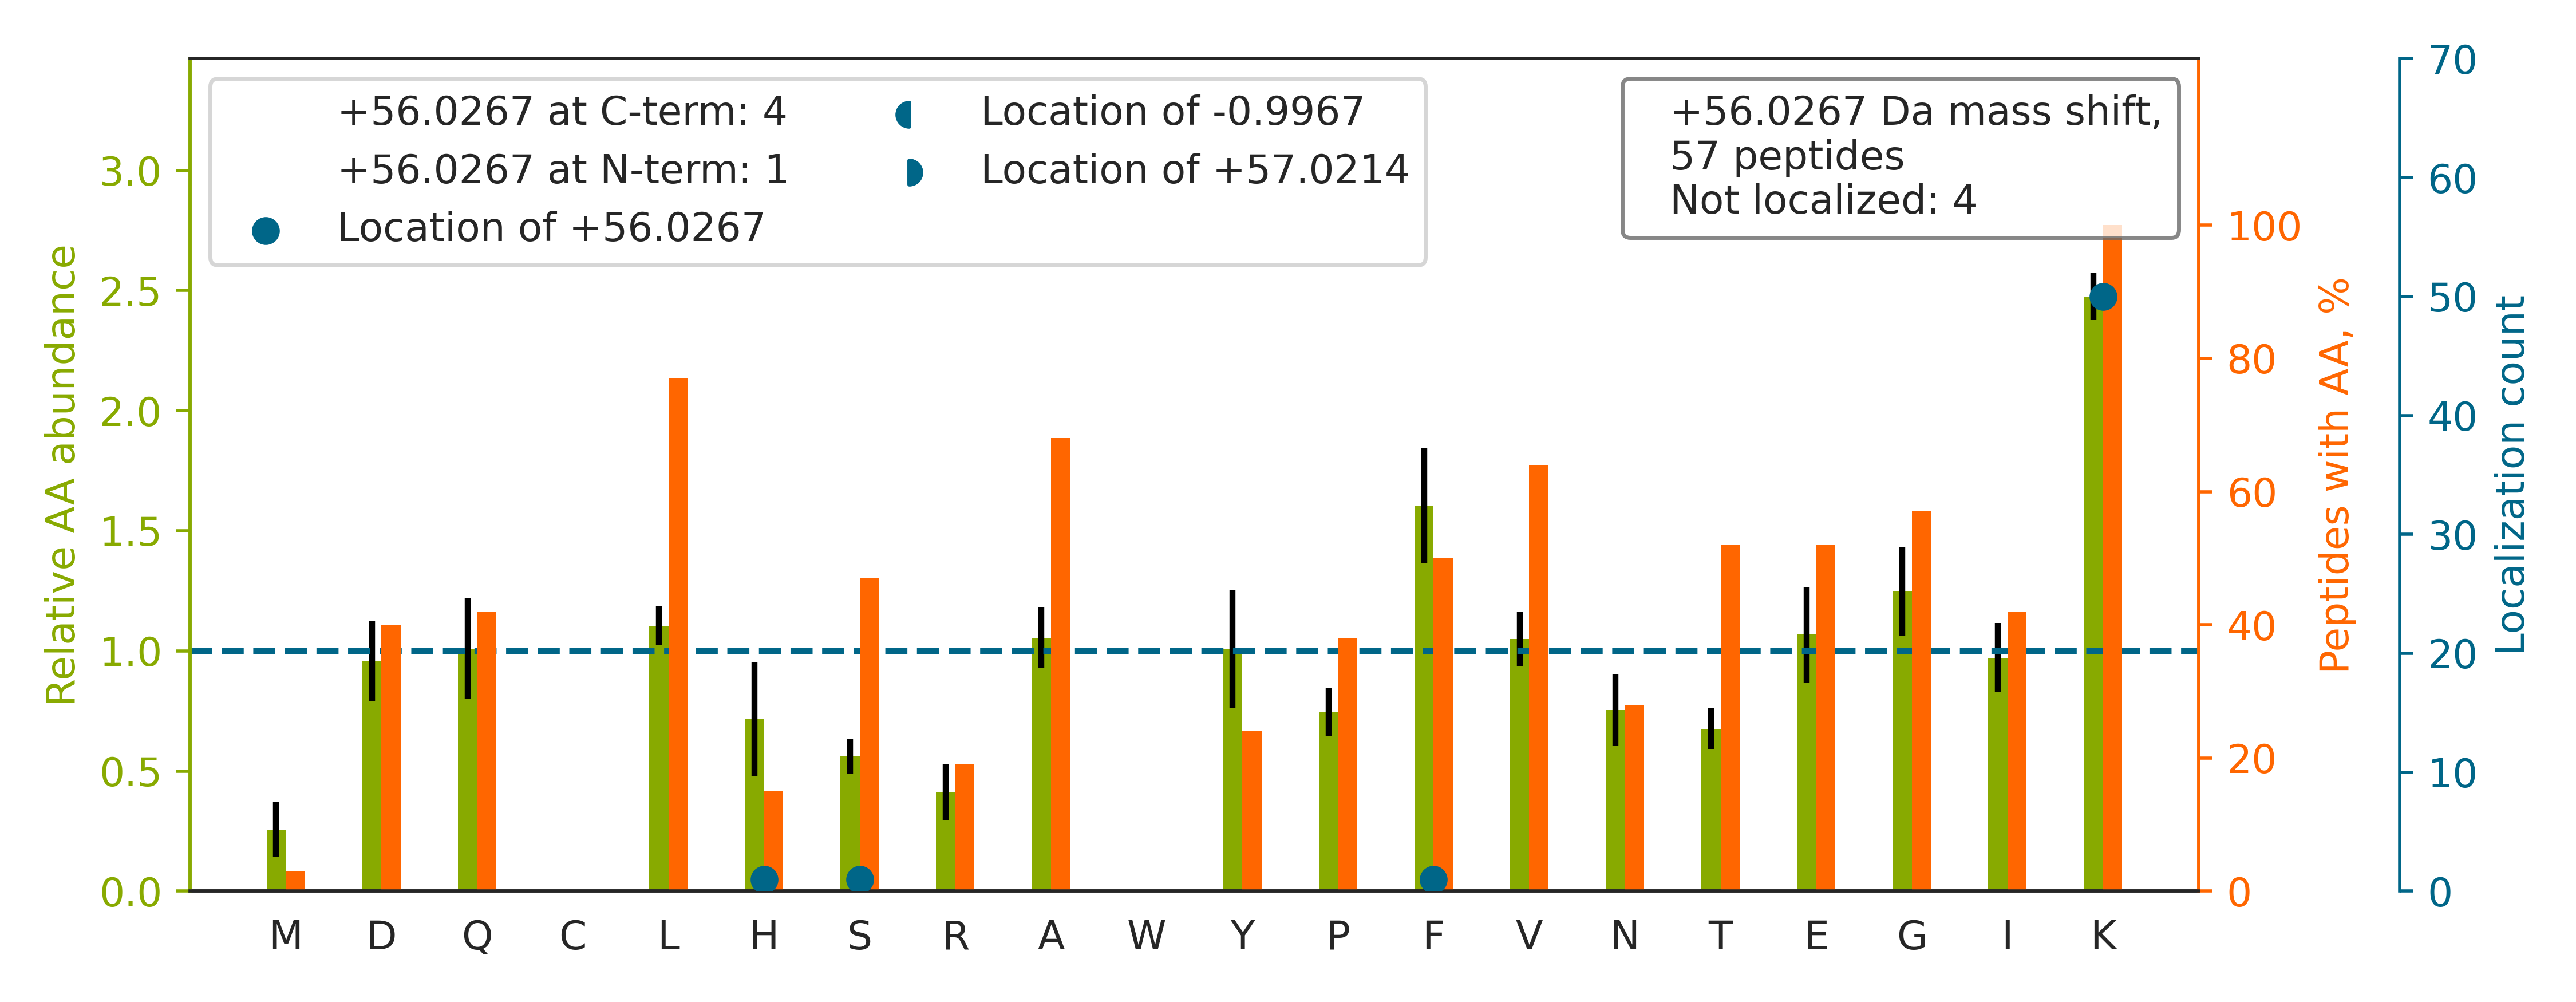 +56.0267 at C-term: 4
+56.0267 at N-term: 1
Location of +56.0267
Location of -0.9967
Location of +57.0214
+56.0267 Da mass shift,
57 peptides
Not localized: 4
Relative AA abundance
3.0
2.5
2.0
1.5
1.0
0.5
0.0
M D Q C L H S R A W Y P F V N T E G I K
100
80
60
40
20
0
Peptides with AA, %
70
60
50
40
30
20
10
0
Localization count